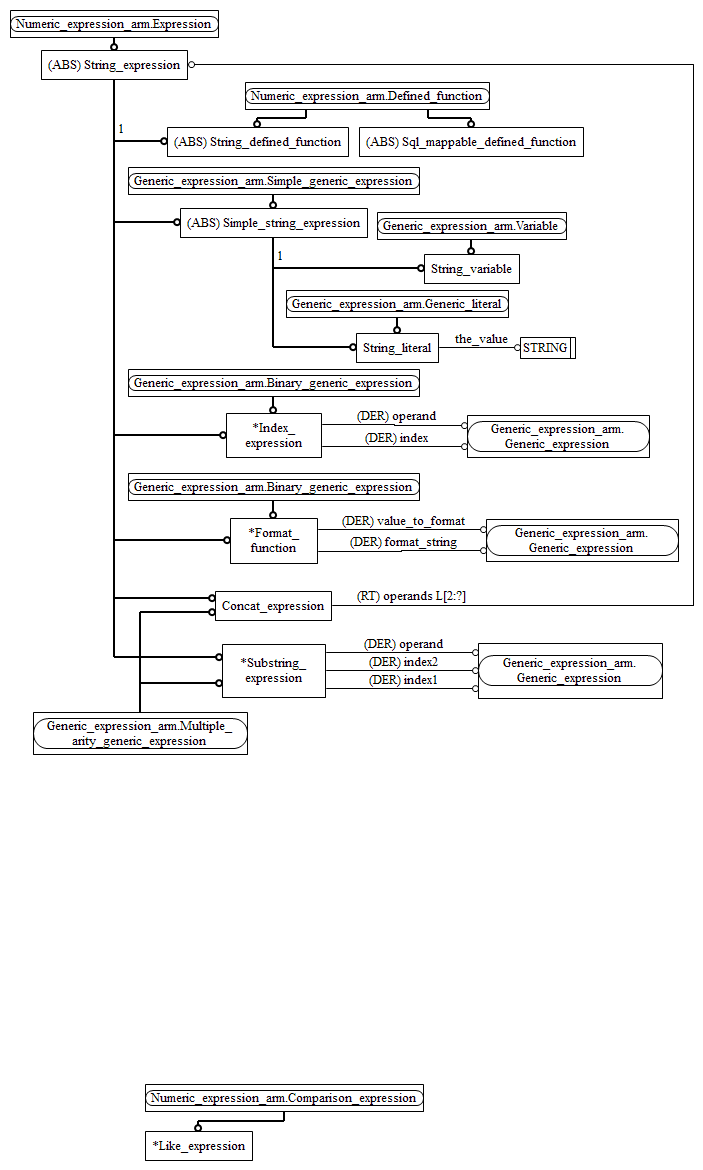 Numeric_expression_arm.Expression
(ABS) String_expression
Numeric_expression_arm.Defined_function
1
(ABS) String_defined_function
(ABS) Sql_mappable_defined_function
Generic_expression_arm.Simple_generic_expression
(ABS) Simple_string_expression
Generic_expression_arm.Variable
1
String_variable
Generic_expression_arm.Generic_literal
String_literal
the_value
STRING
Generic_expression_arm.Binary_generic_expression
*Index_
expression
(DER) operand
(DER) index
Generic_expression_arm.
Generic_expression
Generic_expression_arm.Binary_generic_expression
*Format_
function
(DER) value_to_format
(DER) format_string
Generic_expression_arm.
Generic_expression
Concat_expression
(RT) operands L[2:?]
*Substring_
expression
(DER) operand
(DER) index2
(DER) index1
Generic_expression_arm.
Generic_expression
Generic_expression_arm.Multiple_
arity_generic_expression
Numeric_expression_arm.Comparison_expression
*Like_expression